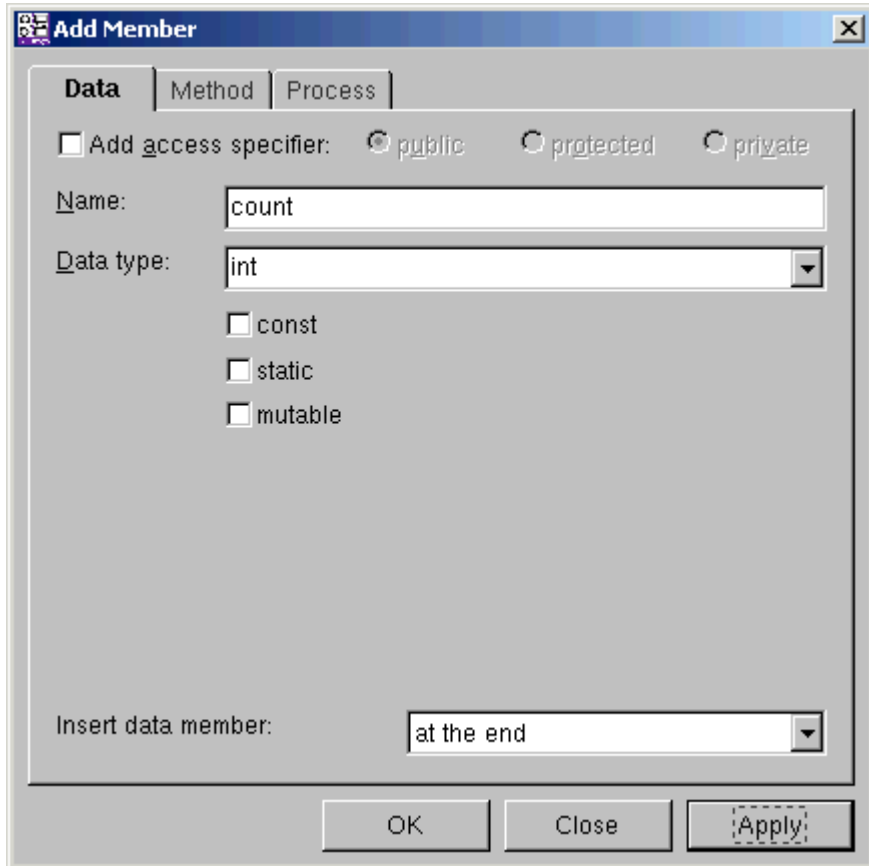 Add Member
Data Method Process
Add access specifier: public protected private
Name: count
Data type: int
const
static
mutable
Insert data member: at the end
OK Close Apply